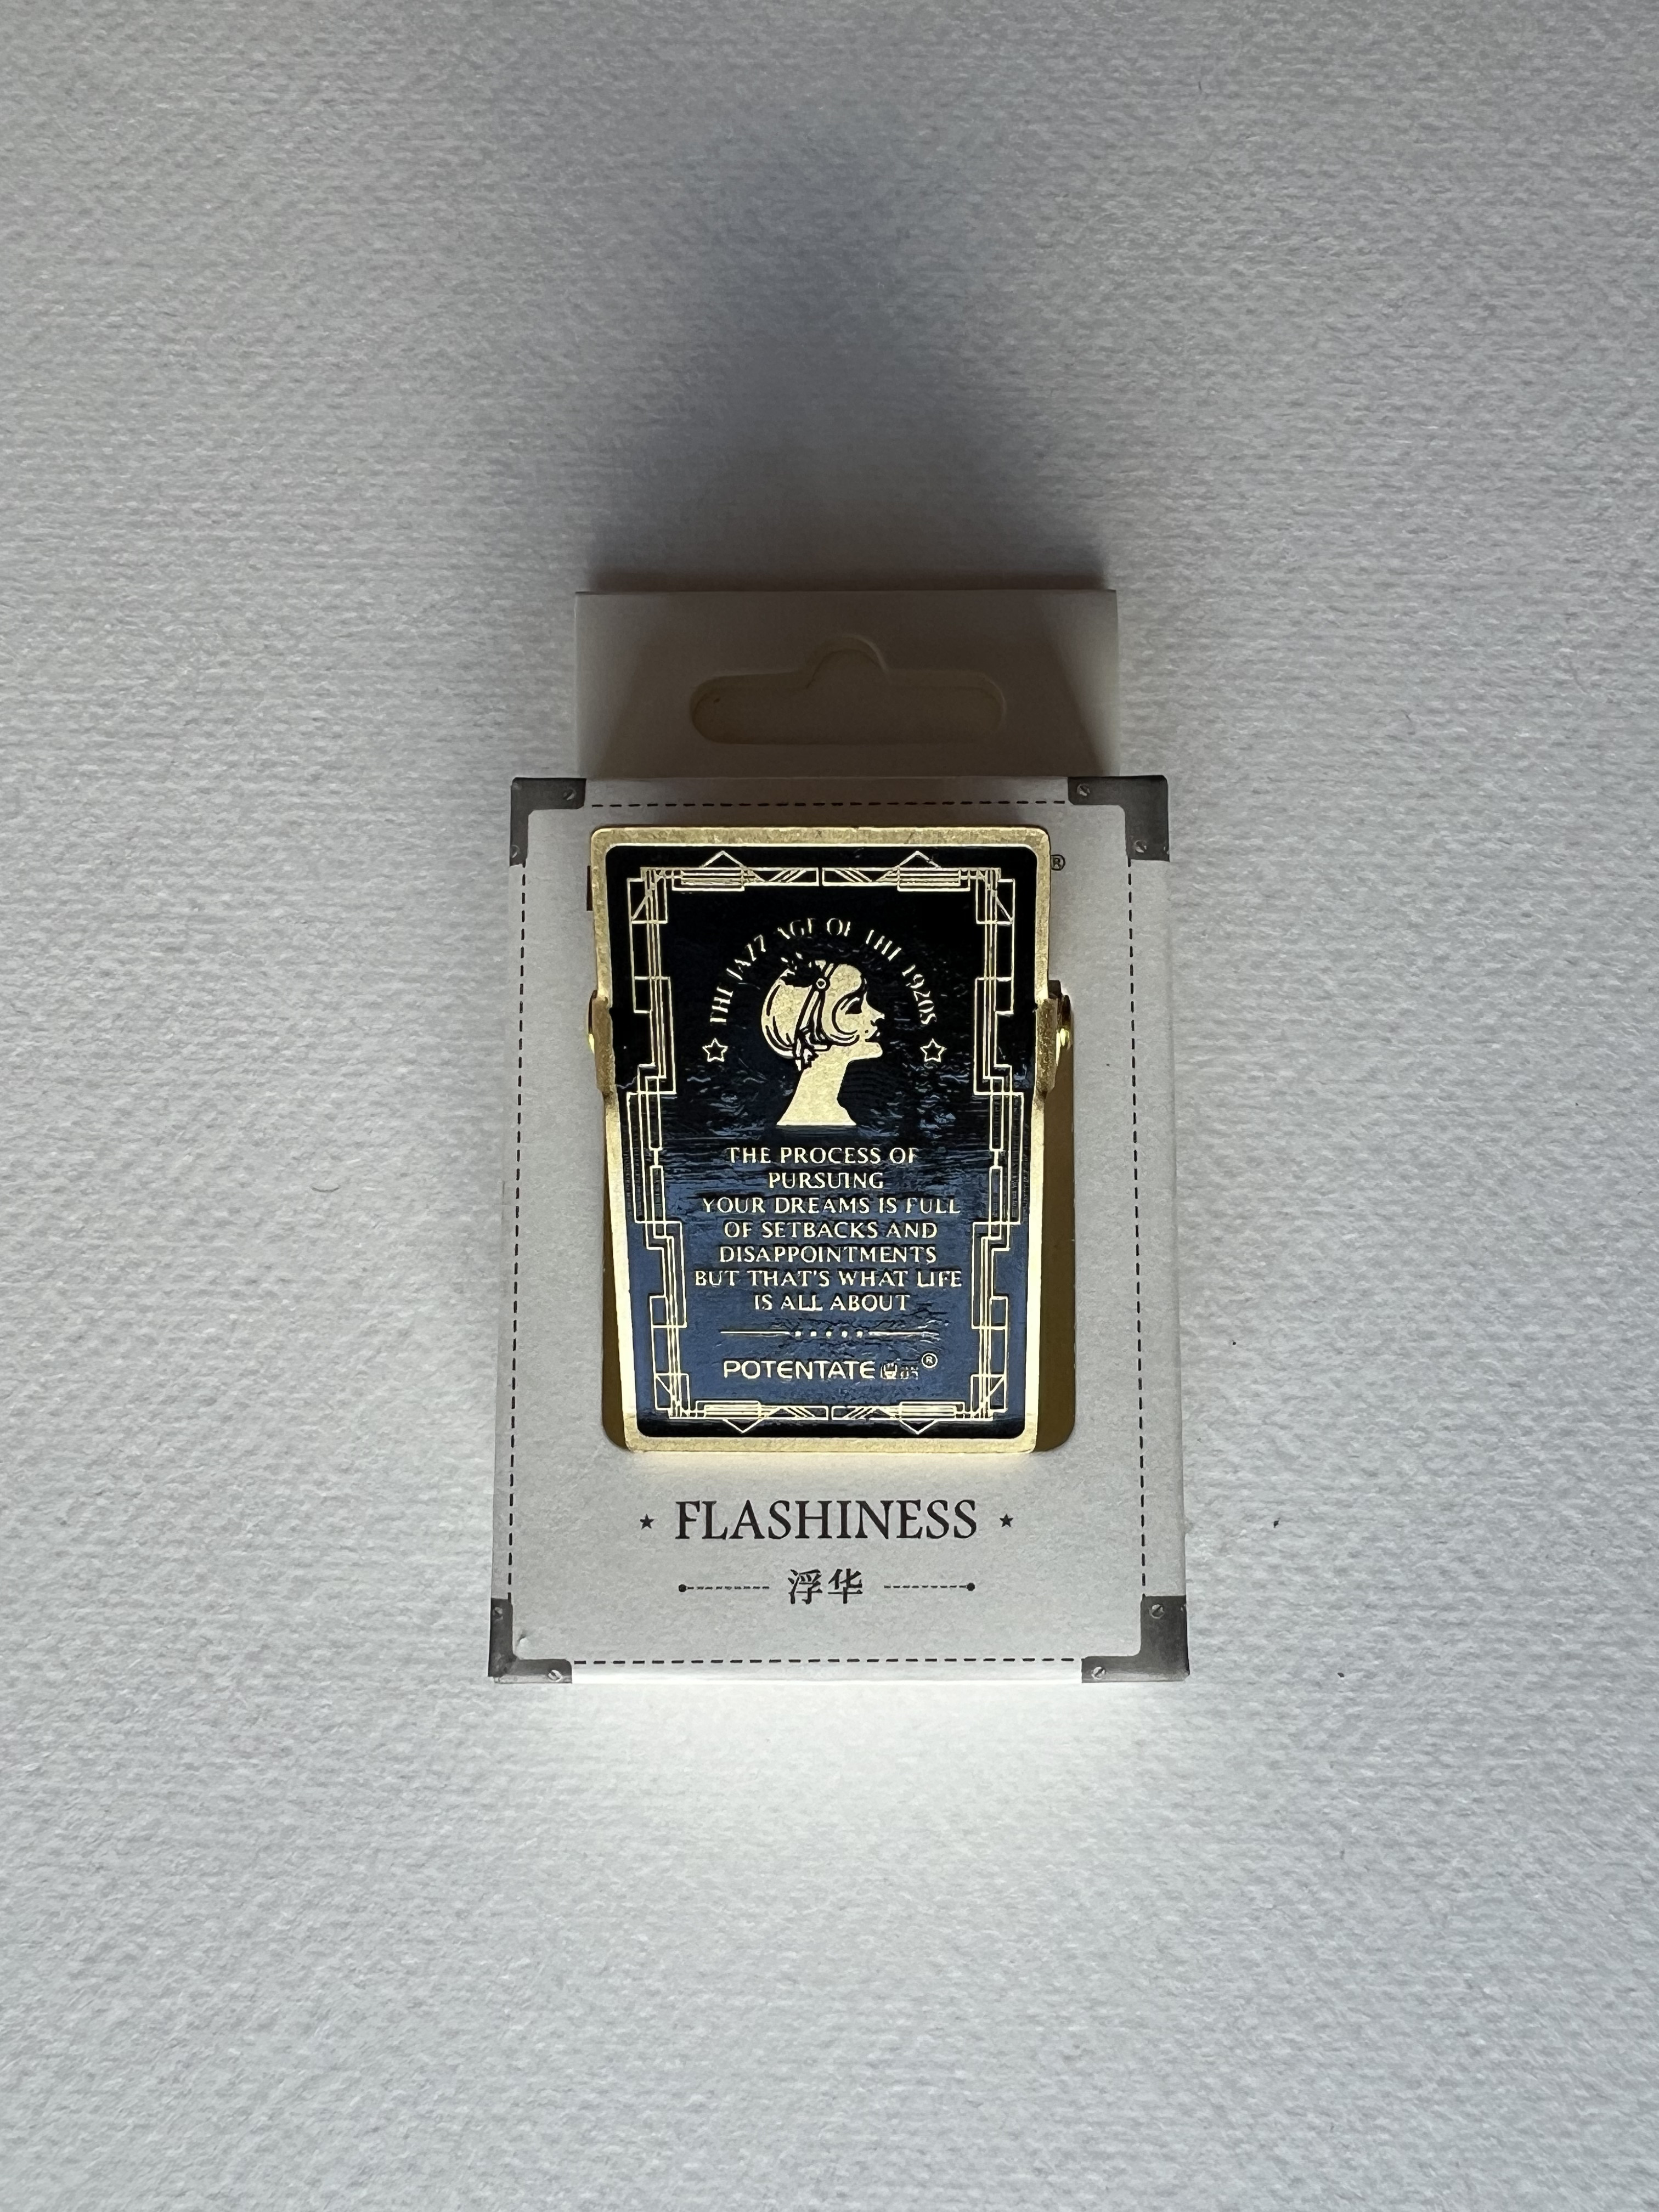 THE JAZZ AGE OF THE 1920S
THE PROCESS OF
PURSUING
YOUR DREAMS IS FULL
OF SETBACKS AND
DISAPPOINTMENTS
BUT THAT'S WHAT LIFE
IS ALL ABOUT
POTENTATE ®
®
FLASHINESS
浮华